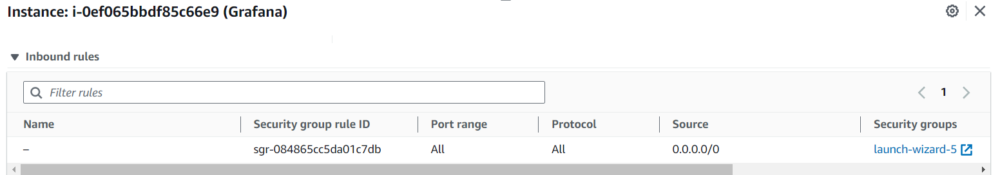 Instance: i-0ef065bbdf85c66e9 (Grafana)
Inbound rules
Filter rules
1
Name Security group rule ID Port range Protocol Source Security groups
– sgr-084865cc5da01c7db All All 0.0.0.0/0 launch-wizard-5